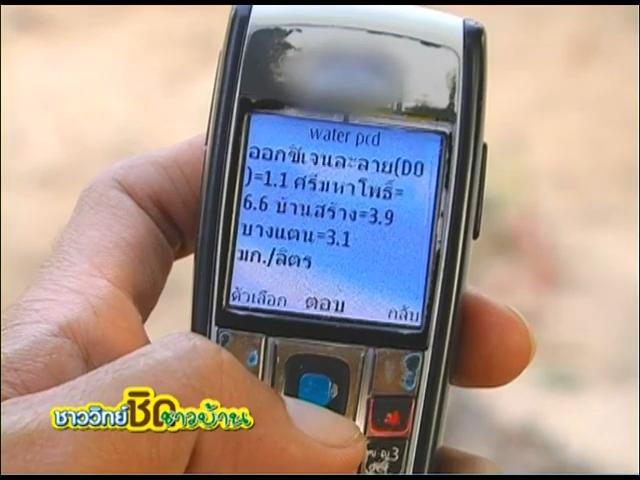 water pcd
ออกซิเจนละลาย(DO
)=1.1 ศรีมหาโพธิ์=
6.6 บ้านสร้าง=3.9
บางแตน=3.1
มก./ลิตร
ตัวเลือก ตอบ กลับ
ชาววิทย์ชิดชาวบ้าน